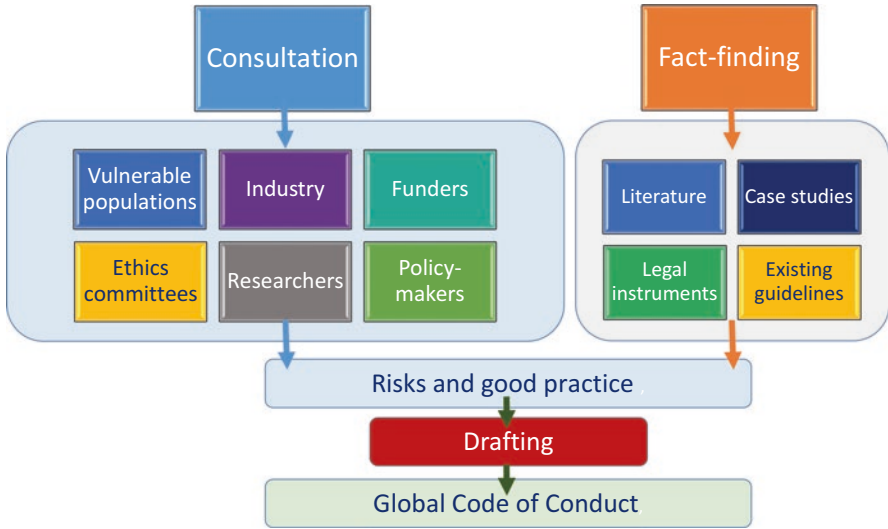 Consultation
Fact-finding
Vulnerable
populations
Industry
Funders
Ethics
committees
Researchers
Policy-
makers
Literature
Case studies
Legal
instruments
Existing
guidelines
Risks and good practice
Drafting
Global Code of Conduct